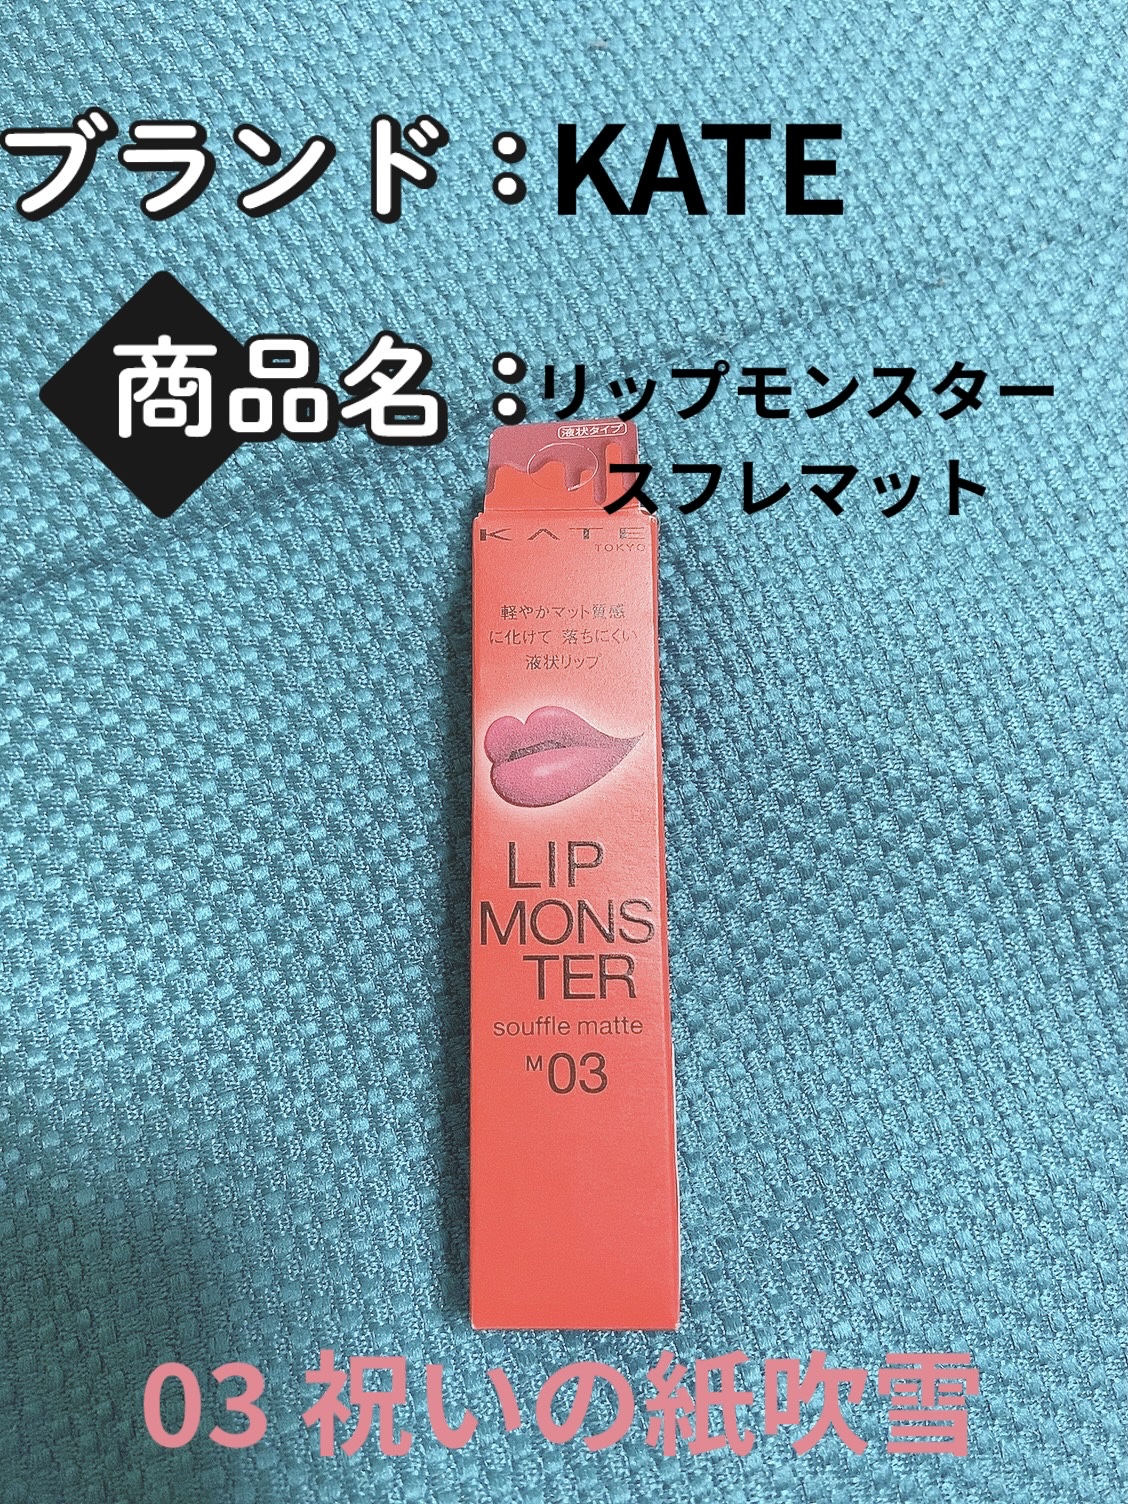 ブランド：KATE
商品名：リップモンスター
スフレマット
液状タイプ
KATE
TOKYO
軽やかマット質感
に化けて 落ちにくい
液状リップ
LIP
MONS
TER
souffle matte
M03
03 祝いの紙吹雪